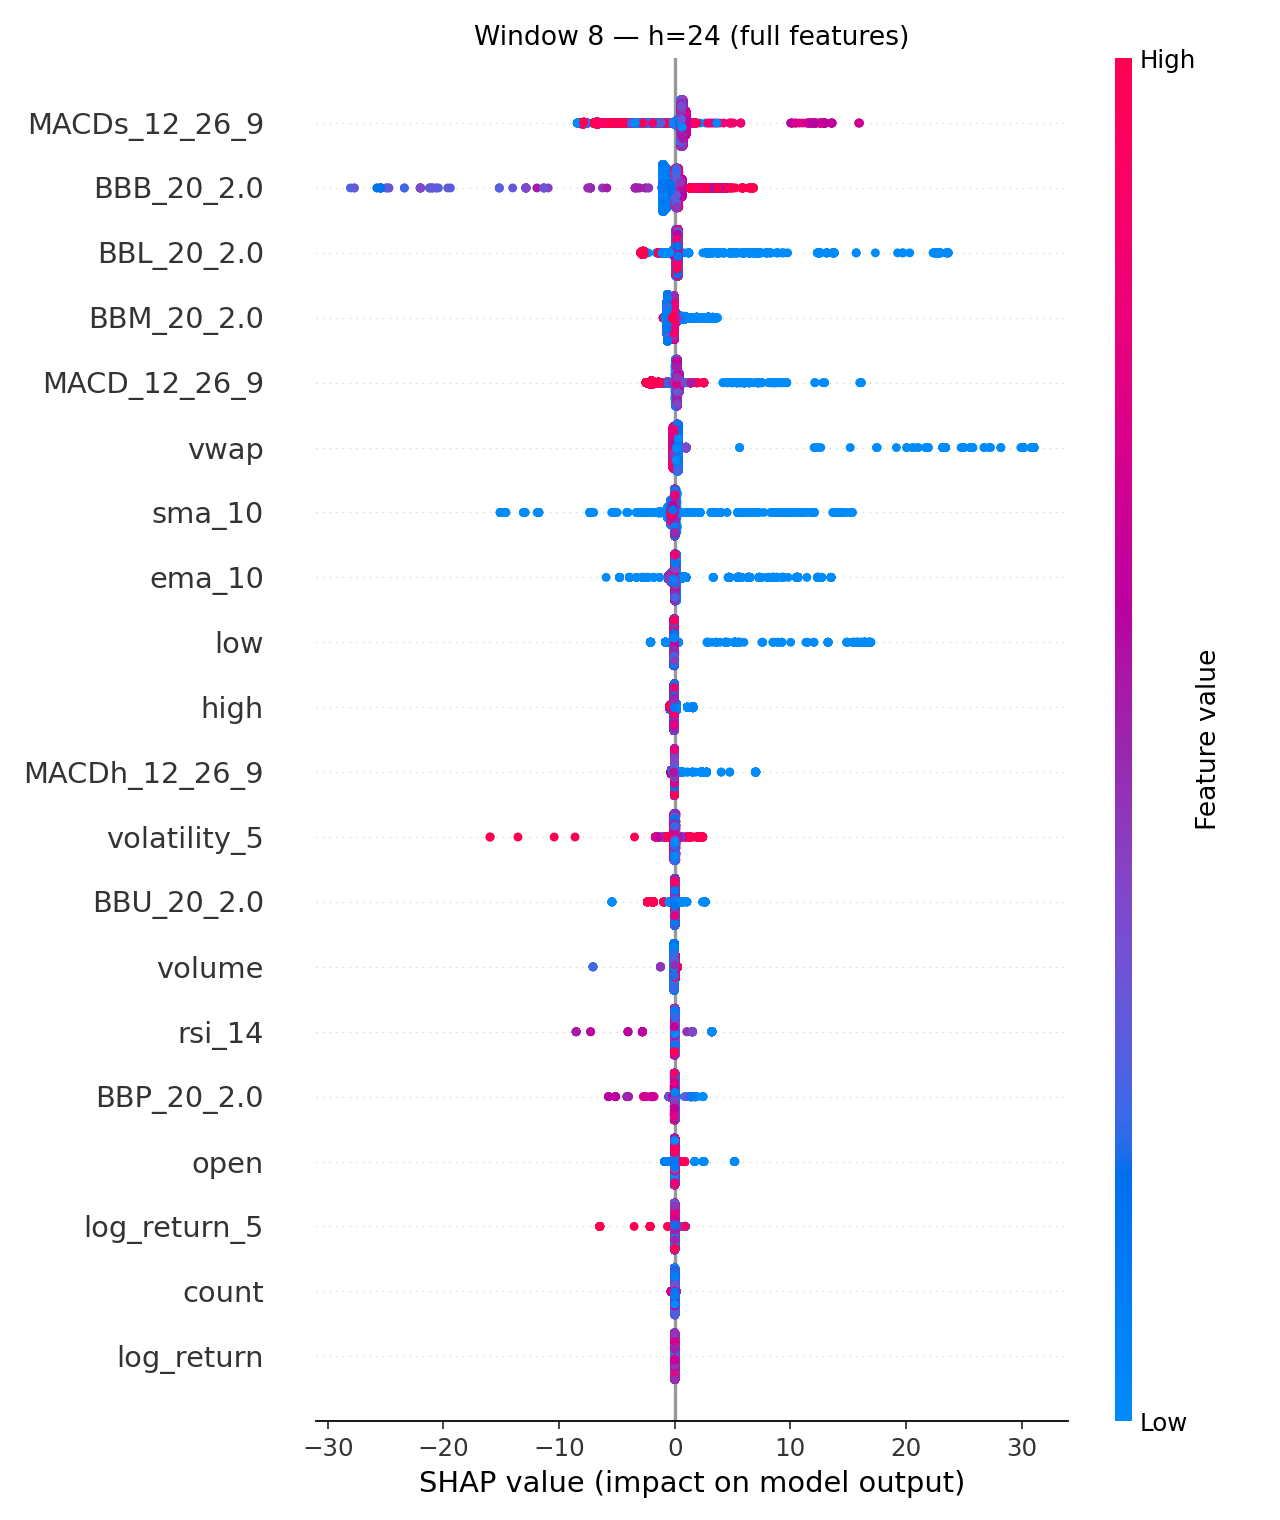 Window 8 — h=24 (full features)
High
MACDs_12_26_9
BBB_20_2.0
BBL_20_2.0
BBM_20_2.0
MACD_12_26_9
vwap
sma_10
ema_10
low
high
MACDh_12_26_9
volatility_5
BBU_20_2.0
volume
rsi_14
BBP_20_2.0
open
log_return_5
count
log_return
Feature value
Low
−30 −20 −10 0 10 20 30
SHAP value (impact on model output)